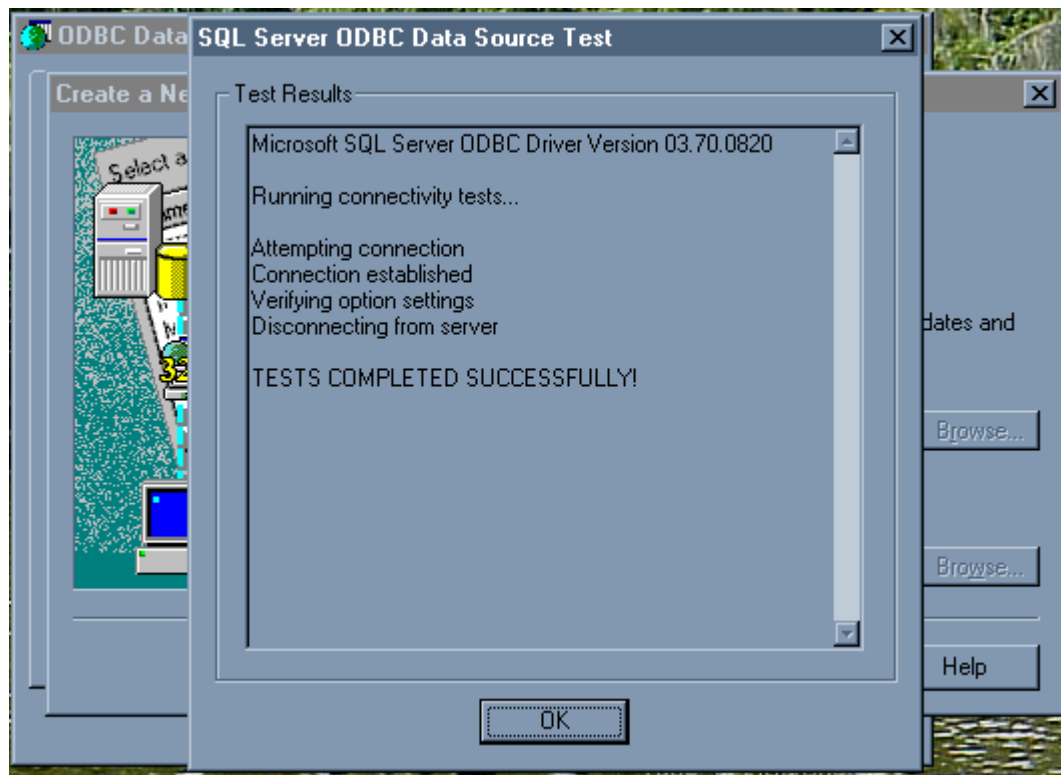 ODBC Data
SQL Server ODBC Data Source Test
Create a Ne
Test Results
Microsoft SQL Server ODBC Driver Version 03.70.0820
Running connectivity tests...
Attempting connection
Connection established
Verifying option settings
Disconnecting from server
TESTS COMPLETED SUCCESSFULLY!
Select a
dates and
Browse...
Browse...
Help
OK